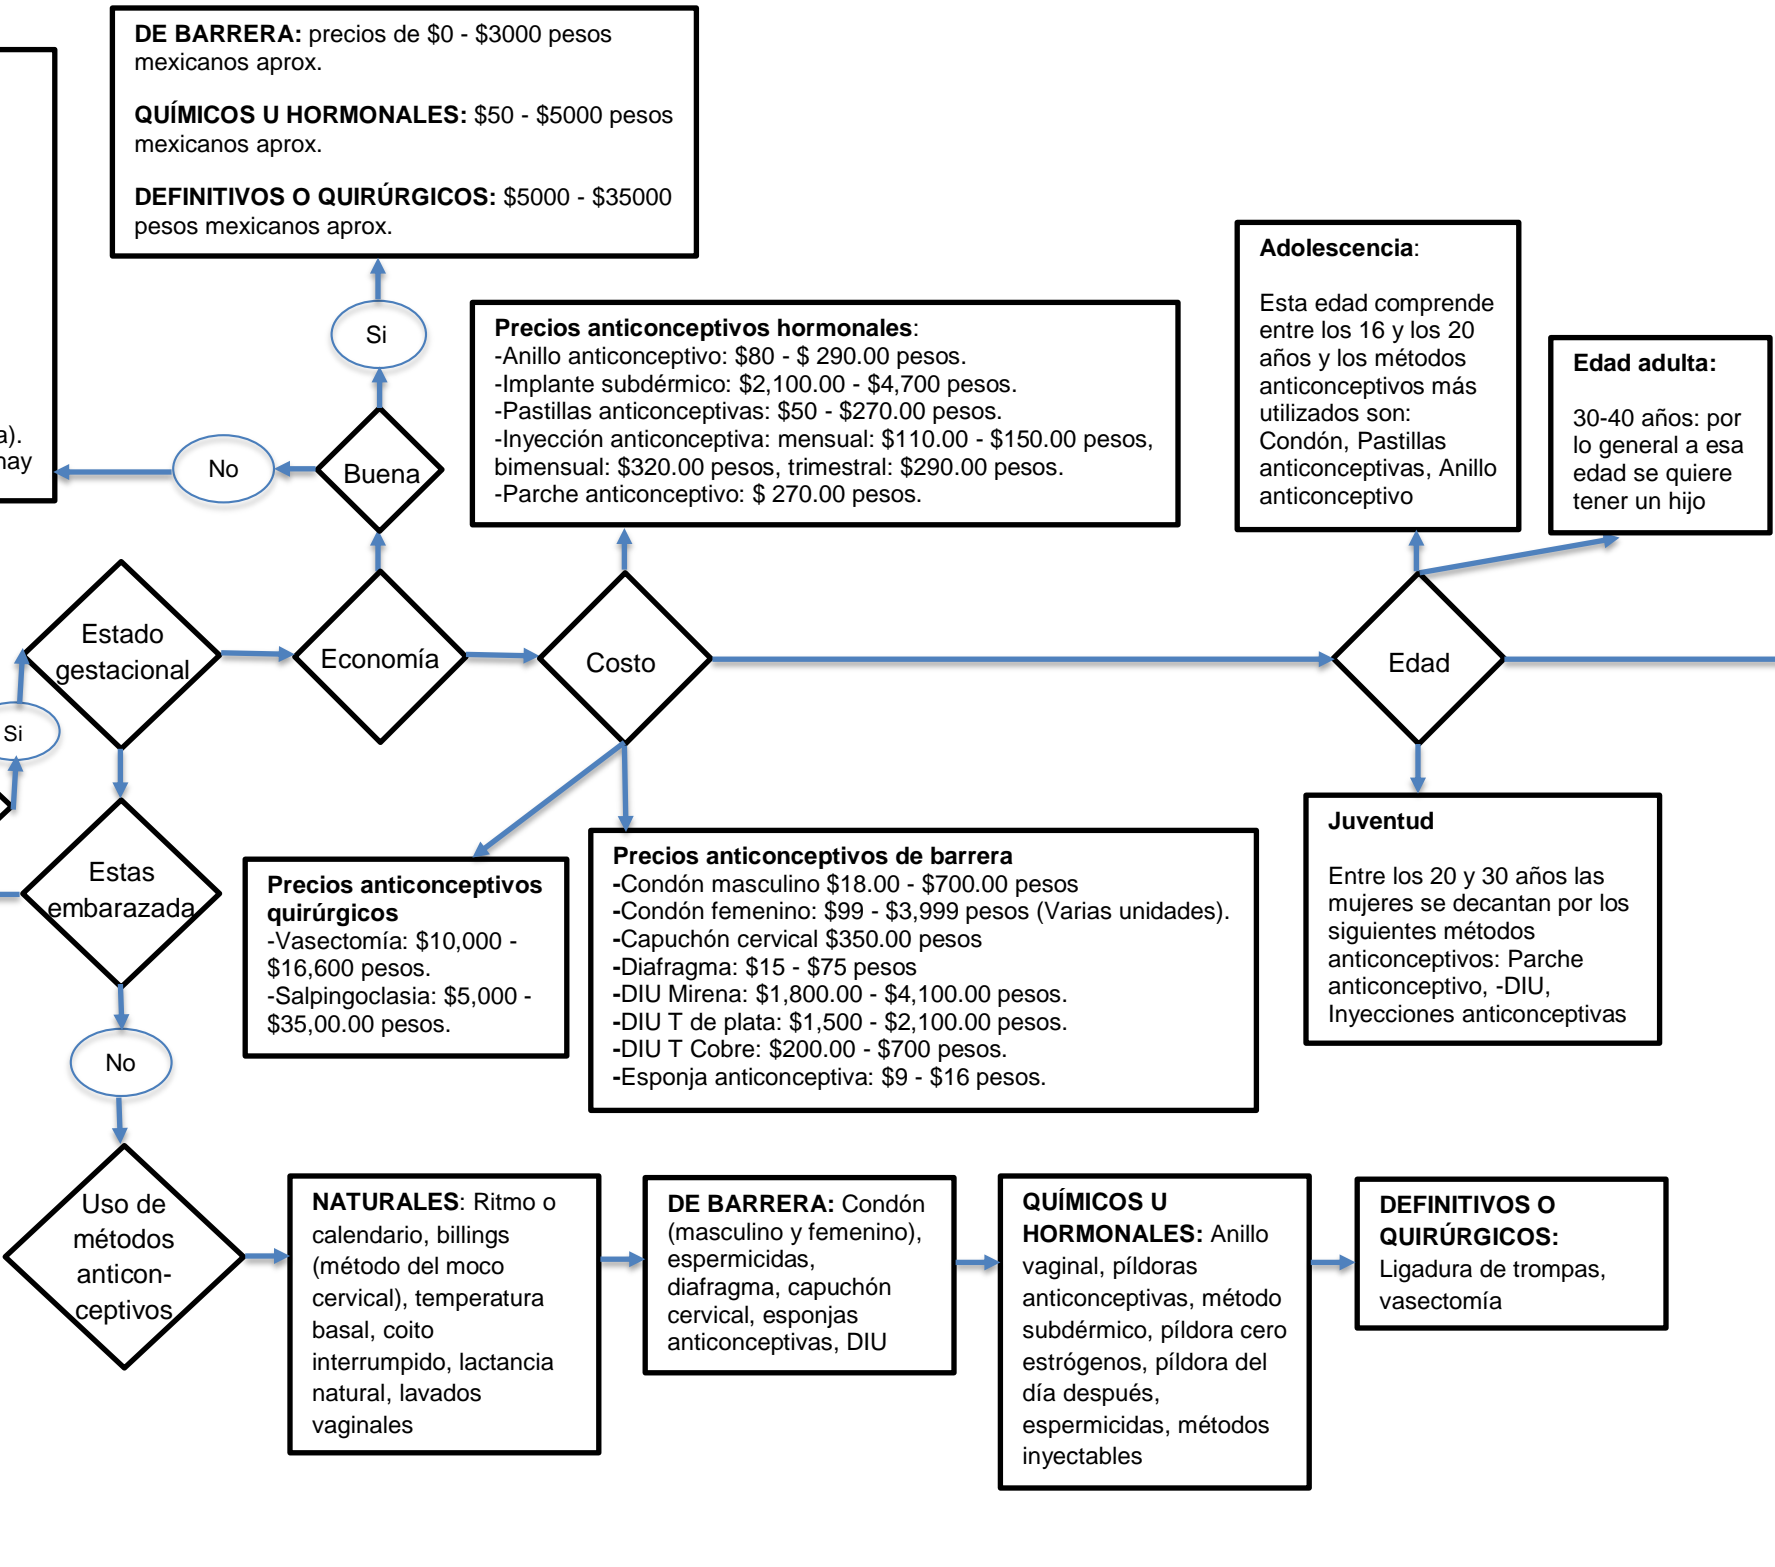 DE BARRERA: precios de $0 - $3000 pesos
mexicanos aprox.
QUÍMICOS U HORMONALES: $50 - $5000 pesos
mexicanos aprox.
DEFINITIVOS O QUIRÚRGICOS: $5000 - $35000
pesos mexicanos aprox.
Si
No
Buena
a).
hay
Precios anticonceptivos hormonales:
-Anillo anticonceptivo: $80 - $ 290.00 pesos.
-Implante subdérmico: $2,100.00 - $4,700 pesos.
-Pastillas anticonceptivas: $50 - $270.00 pesos.
-Inyección anticonceptiva: mensual: $110.00 - $150.00 pesos,
bimensual: $320.00 pesos, trimestral: $290.00 pesos.
-Parche anticonceptivo: $ 270.00 pesos.
Adolescencia:
Esta edad comprende
entre los 16 y los 20
años y los métodos
anticonceptivos más
utilizados son:
Condón, Pastillas
anticonceptivas, Anillo
anticonceptivo
Edad adulta:
30-40 años: por
lo general a esa
edad se quiere
tener un hijo
Estado
gestacional
Economía
Costo
Edad
Si
Estas
embarazada
Precios anticonceptivos
quirúrgicos
-Vasectomía: $10,000 -
$16,600 pesos.
-Salpingoclasia: $5,000 -
$35,00.00 pesos.
Precios anticonceptivos de barrera
-Condón masculino $18.00 - $700.00 pesos
-Condón femenino: $99 - $3,999 pesos (Varias unidades).
-Capuchón cervical $350.00 pesos
-Diafragma: $15 - $75 pesos
-DIU Mirena: $1,800.00 - $4,100.00 pesos.
-DIU T de plata: $1,500 - $2,100.00 pesos.
-DIU T Cobre: $200.00 - $700 pesos.
-Esponja anticonceptiva: $9 - $16 pesos.
Juventud
Entre los 20 y 30 años las
mujeres se decantan por los
siguientes métodos
anticonceptivos: Parche
anticonceptivo, -DIU,
Inyecciones anticonceptivas
No
Uso de
métodos
anticon-
ceptivos
NATURALES: Ritmo o
calendario, billings
(método del moco
cervical), temperatura
basal, coito
interrumpido, lactancia
natural, lavados
vaginales
DE BARRERA: Condón
(masculino y femenino),
espermicidas,
diafragma, capuchón
cervical, esponjas
anticonceptivas, DIU
QUÍMICOS U
HORMONALES: Anillo
vaginal, píldoras
anticonceptivas, método
subdérmico, píldora cero
estrógenos, píldora del
día después,
espermicidas, métodos
inyectables
DEFINITIVOS O
QUIRÚRGICOS:
Ligadura de trompas,
vasectomía